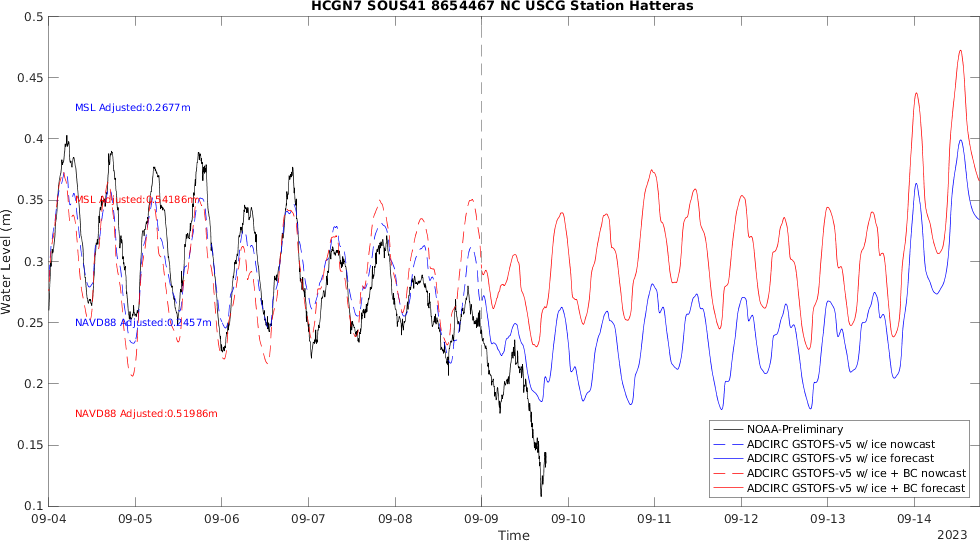 HCGN7 SOUS41 8654467 NC USCG Station Hatteras
0.5
0.45
0.4
0.35
0.3
0.25
0.2
0.15
0.1
Water Level (m)
MSL Adjusted:0.2677m
MSL Adjusted:0.54186m
NAVD88 Adjusted:0.2457m
NAVD88 Adjusted:0.51986m
NOAA-Preliminary
ADCIRC GSTOFS-v5 w/ ice nowcast
ADCIRC GSTOFS-v5 w/ ice forecast
ADCIRC GSTOFS-v5 w/ ice + BC nowcast
ADCIRC GSTOFS-v5 w/ ice + BC forecast
09-04 09-05 09-06 09-07 09-08 09-09 09-10 09-11 09-12 09-13 09-14
Time
2023